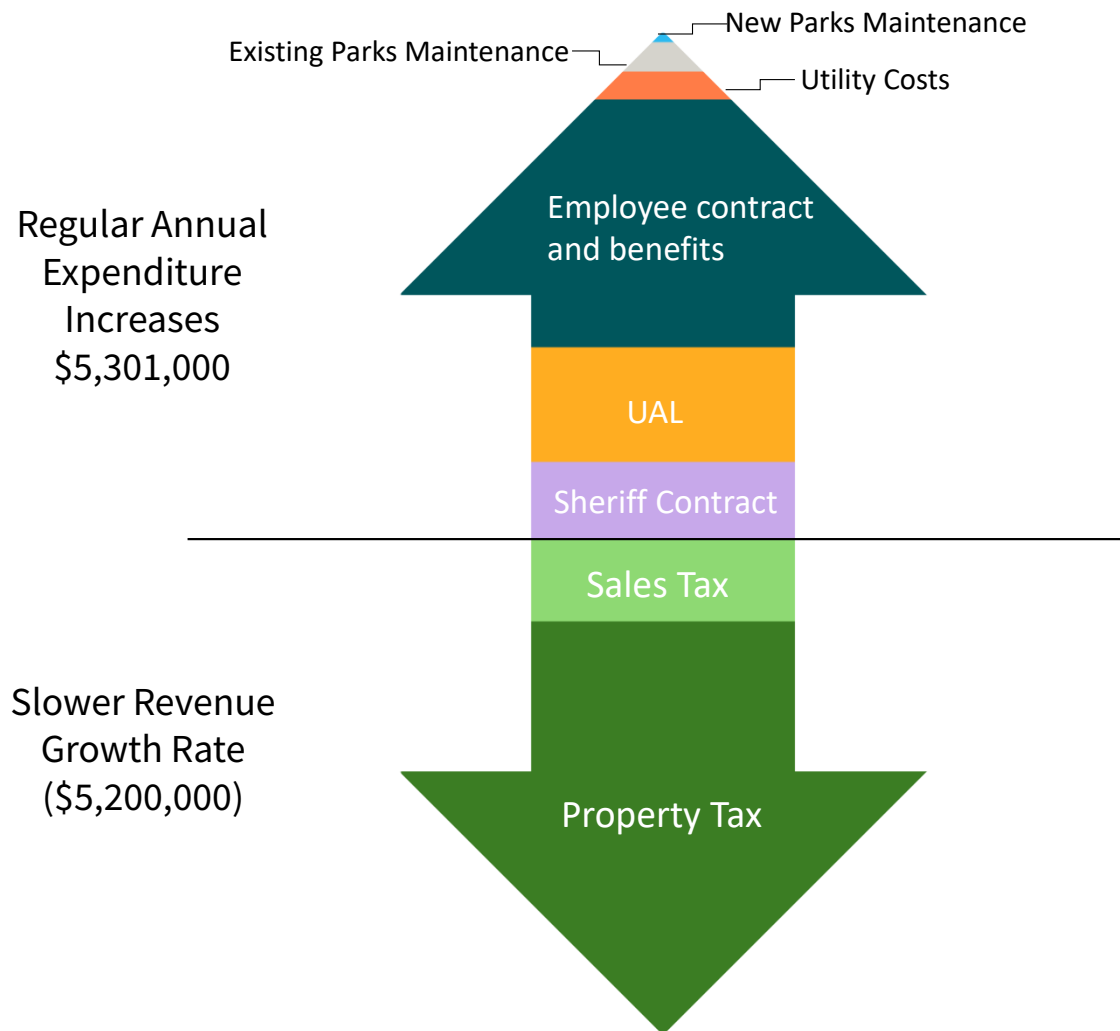 New Parks Maintenance
Existing Parks Maintenance
Utility Costs
Regular Annual
Expenditure
Increases
$5,301,000
Employee contract
and benefits
UAL
Sheriff Contract
Sales Tax
Slower Revenue
Growth Rate
($5,200,000)
Property Tax